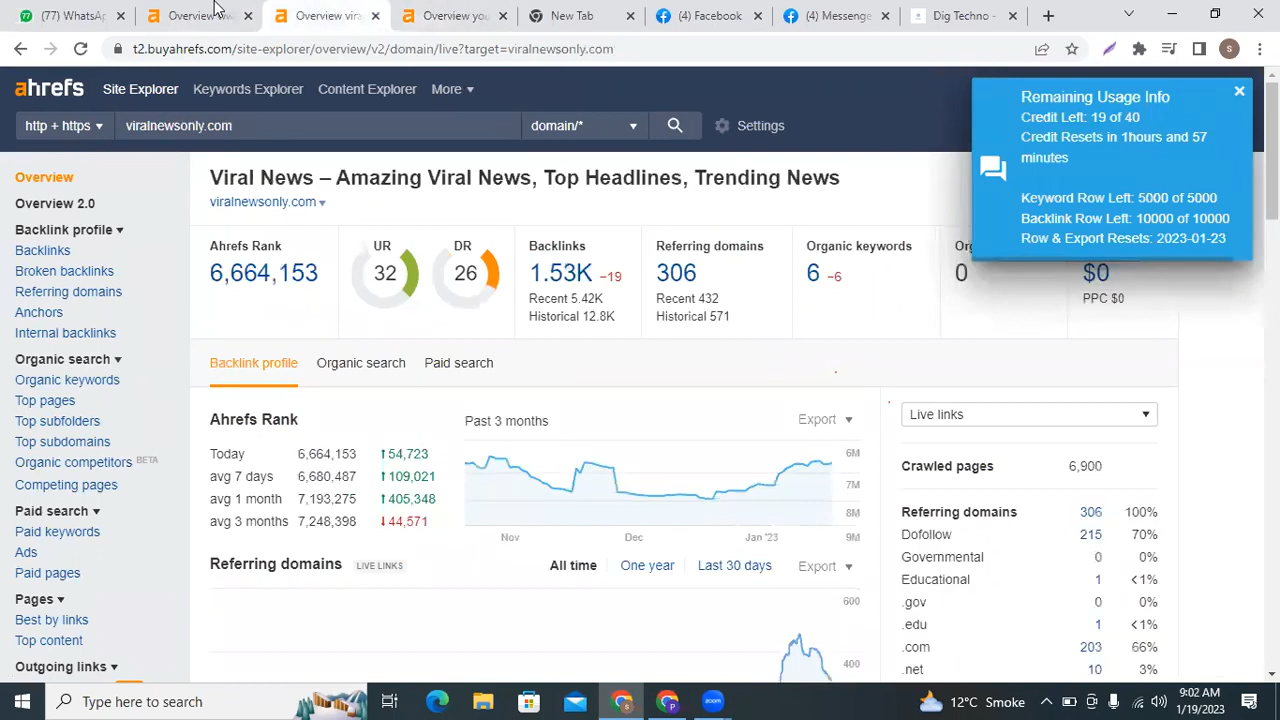 (77) WhatsAp
Overview
Overview vira
Overview you
New Tab
(4) Facebook
(4) Messenge
Dig Techno -
t2.buyahrefs.com/site-explorer/overview/v2/domain/live?target=viralnewsonly.com
S
ahrefs
Site Explorer
Keywords Explorer
Content Explorer
More
http + https
viralnewsonly.com
domain/*
Settings
Remaining Usage Info
Credit Left: 19 of 40
Credit Resets in 1hours and 57
minutes
Keyword Row Left: 5000 of 5000
Backlink Row Left: 10000 of 10000
Row & Export Resets: 2023-01-23
Overview
Overview 2.0
Backlink profile
Backlinks
Broken backlinks
Referring domains
Anchors
Internal backlinks
Organic search
Organic keywords
Top pages
Top subfolders
Top subdomains
Organic competitors BETA
Competing pages
Paid search
Paid keywords
Ads
Paid pages
Pages
Best by links
Top content
Outgoing links
Viral News – Amazing Viral News, Top Headlines, Trending News
viralnewsonly.com
Ahrefs Rank
6,664,153
UR
32
DR
26
Backlinks
1.53K −19
Recent 5.42K
Historical 12.8K
Referring domains
306
Recent 432
Historical 571
Organic keywords
6 −6
0
$0
PPC $0
Backlink profile
Organic search
Paid search
Ahrefs Rank
Past 3 months
Export
Today 6,664,153 ↑54,723
avg 7 days 6,680,487 ↑109,021
avg 1 month 7,193,275 ↑405,348
avg 3 months 7,248,398 ↓44,571
6M
7M
8M
9M
Nov
Dec
Jan '23
Referring domains LIVE LINKS
All time
One year
Last 30 days
Export
600
400
Live links
Crawled pages 6,900
Referring domains 306 100%
Dofollow 215 70%
Governmental 0 0%
Educational 1 <1%
.gov 0 0%
.edu 1 <1%
.com 203 66%
.net 10 3%
Type here to search
12°C Smoke
9:02 AM
1/19/2023